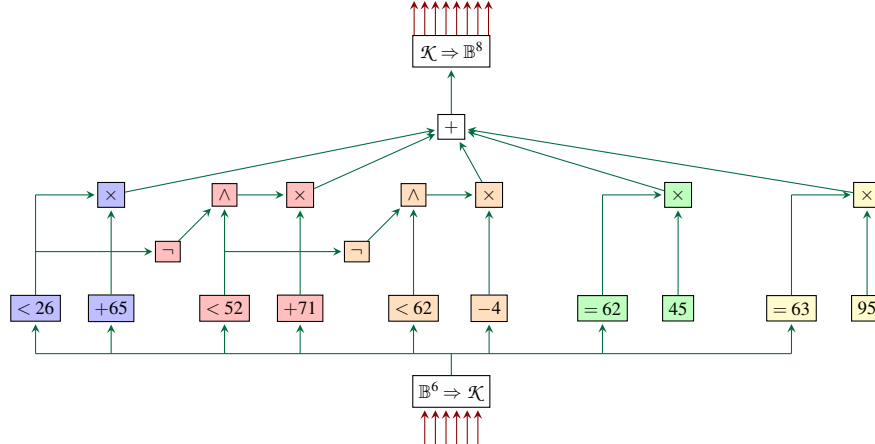 𝒦 ⇒ 𝔹⁸
+
× ∧ × ∧ × × ×
¬ ¬
< 26 +65 < 52 +71 < 62 −4 = 62 45 = 63 95
𝔹⁶ ⇒ 𝒦